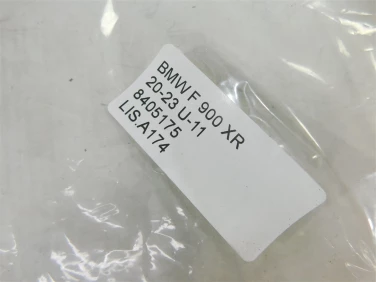 BMW F 900 XR
20-23 U-11
8405175
LIS.A174